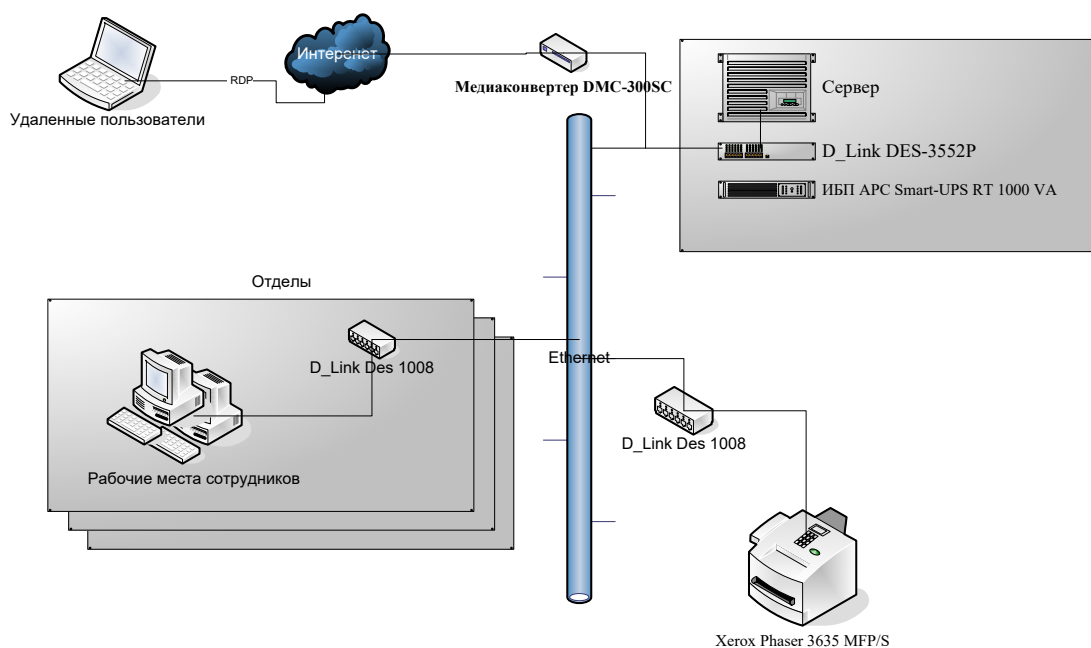 Интернет
RDP
Медиаконвертер DMC-300SC
Сервер
Удаленные пользователи
D_Link DES-3552P
ИБП APC Smart-UPS RT 1000 VA
Отделы
Ethernet
D_Link Des 1008
D_Link Des 1008
Рабочие места сотрудников
Xerox Phaser 3635 MFP/S